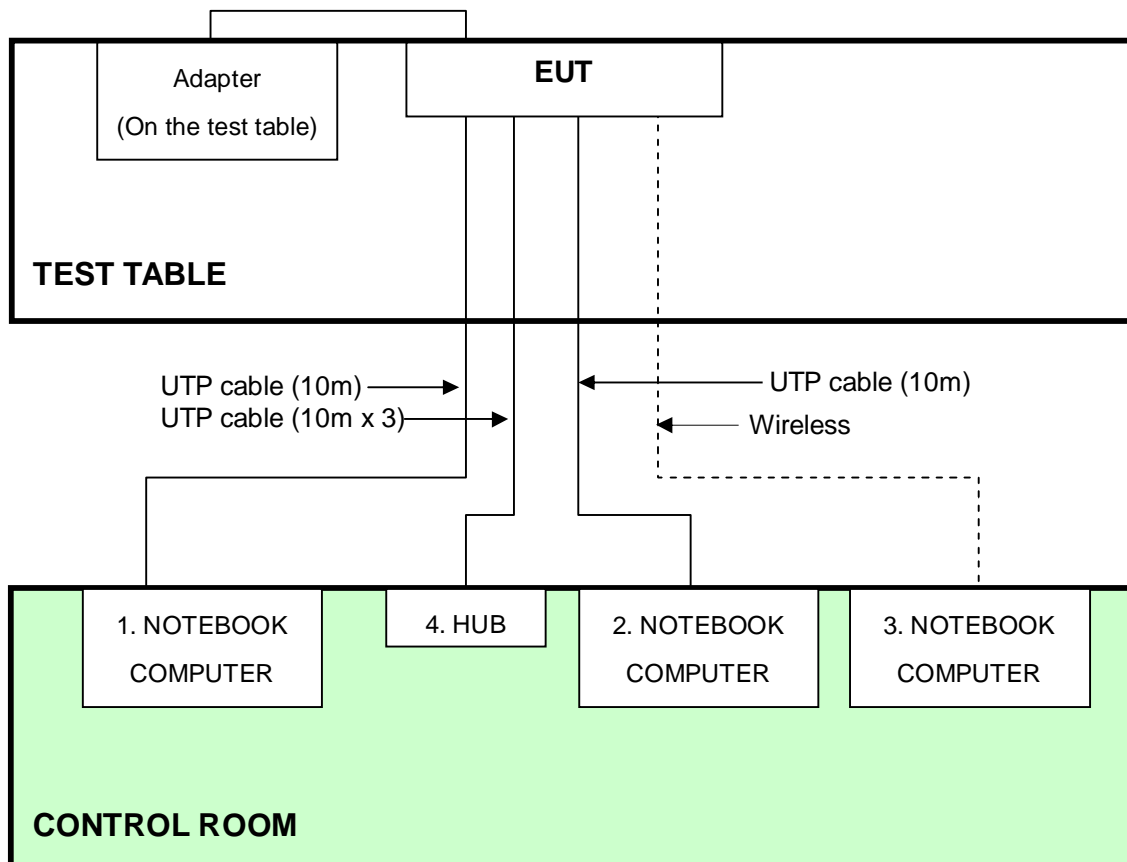 Adapter
(On the test table)
EUT
TEST TABLE
UTP cable (10m)
UTP cable (10m x 3)
UTP cable (10m)
Wireless
1. NOTEBOOK
COMPUTER
4. HUB
2. NOTEBOOK
COMPUTER
3. NOTEBOOK
COMPUTER
CONTROL ROOM